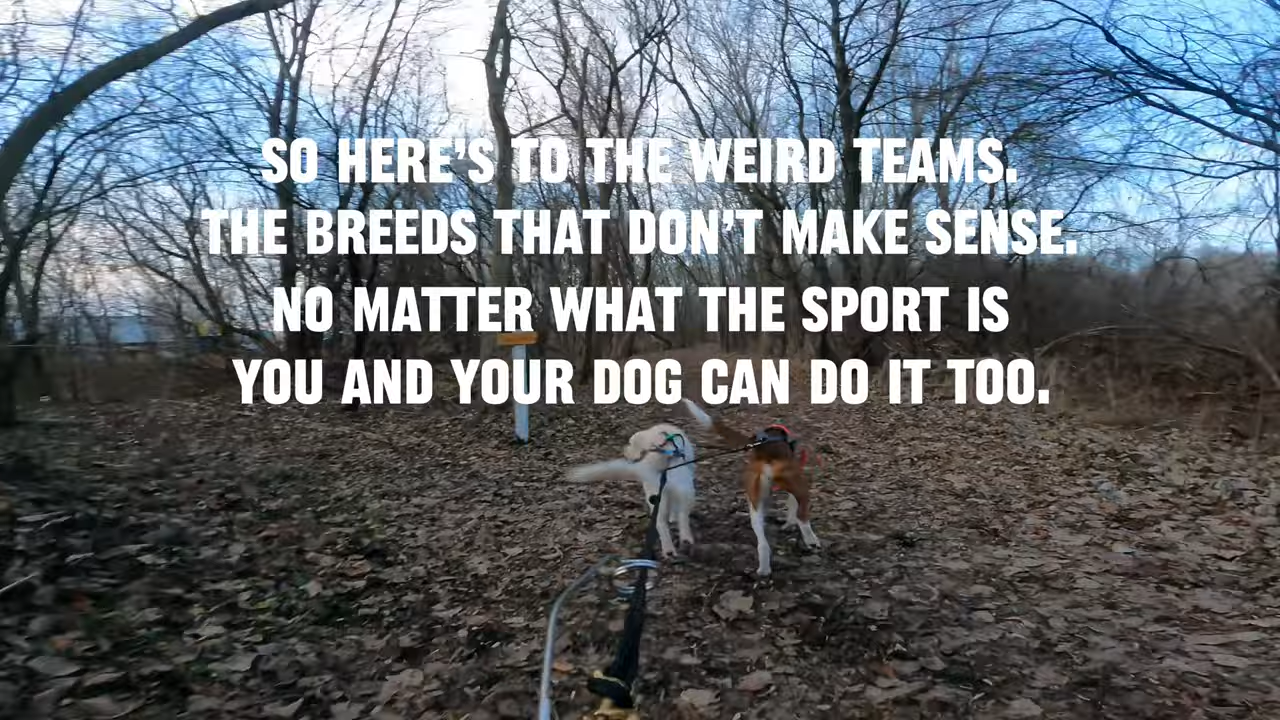 SO HERE'S TO THE WEIRD TEAMS.
THE BREEDS THAT DON'T MAKE SENSE.
NO MATTER WHAT THE SPORT IS
YOU AND YOUR DOG CAN DO IT TOO.